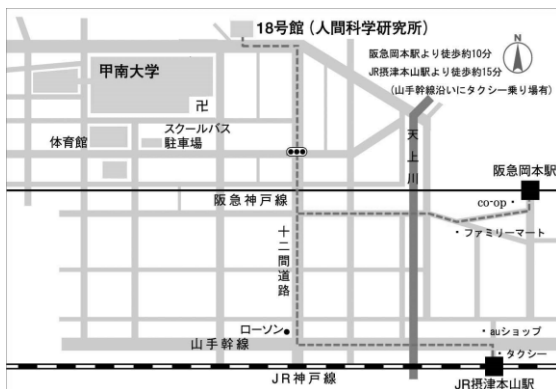 18号館（人間科学研究所）
阪急岡本駅より徒歩約10分
JR摂津本山駅より徒歩約15分
（山手幹線沿いにタクシー乗り場有）
N
甲南大学
卍
体育館
スクールバス
駐車場
天上川
阪急岡本駅
阪急神戸線
co-op
ファミリーマート
十二間道路
ローソン
山手幹線
auショップ
タクシー
JR神戸線
JR摂津本山駅